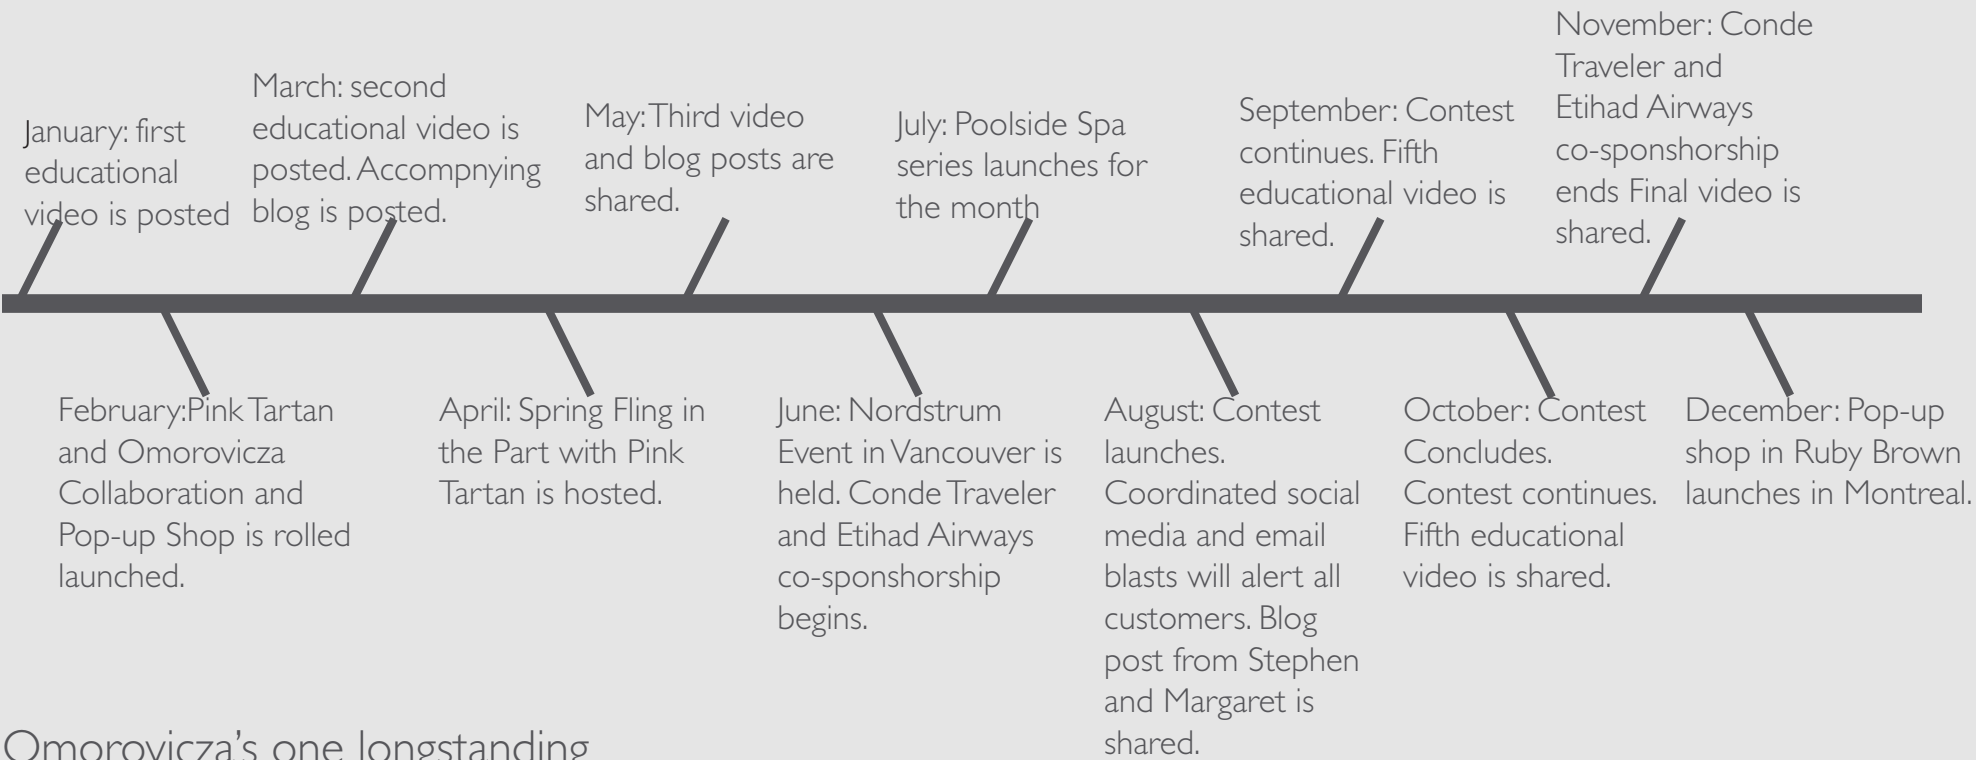 January: first
educational
video is posted
March: second
educational video is
posted. Accompnying
blog is posted.
May: Third video
and blog posts are
shared.
July: Poolside Spa
series launches for
the month
September: Contest
continues. Fifth
educational video is
shared.
November: Conde
Traveler and
Etihad Airways
co-sponshorship
ends Final video is
shared.
February:Pink Tartan
and Omorovicza
Collaboration and
Pop-up Shop is rolled
launched.
April: Spring Fling in
the Part with Pink
Tartan is hosted.
June: Nordstrum
Event in Vancouver is
held. Conde Traveler
and Etihad Airways
co-sponshorship
begins.
August: Contest
launches.
Coordinated social
media and email
blasts will alert all
customers. Blog
post from Stephen
and Margaret is
shared.
October: Contest
Concludes.
Contest continues.
Fifth educational
video is shared.
December: Pop-up
shop in Ruby Brown
launches in Montreal.
Omorovicza’s one longstanding